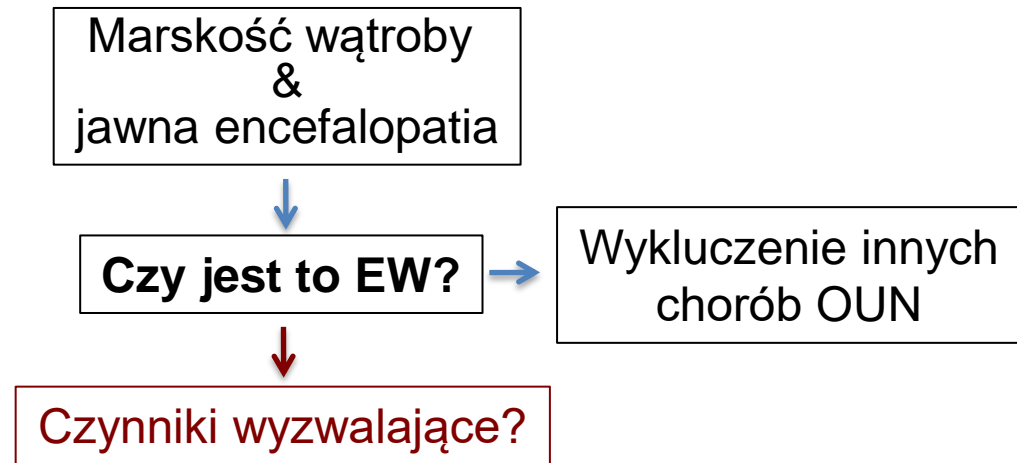 Marskość wątroby
&
jawna encefalopatia
Czy jest to EW?
Wykluczenie innych
chorób OUN
Czynniki wyzwalające?